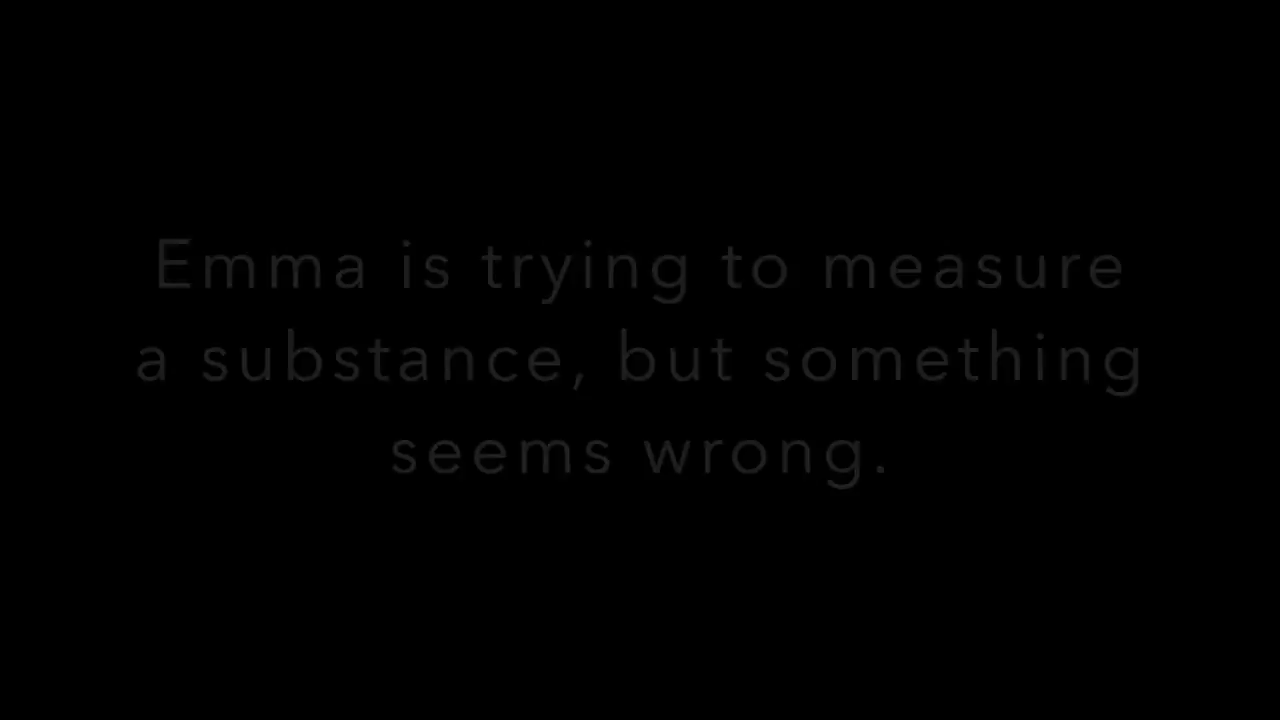 Emma is trying to measure
a substance, but something
seems wrong.